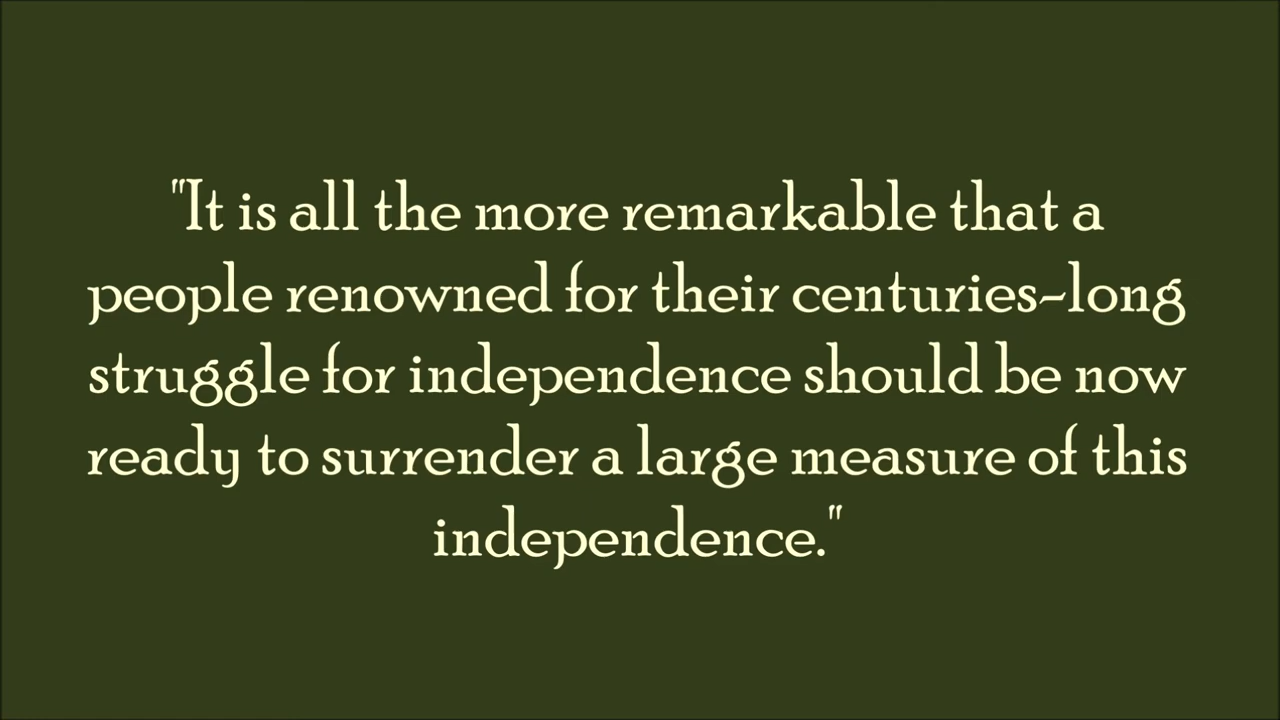 "It is all the more remarkable that a
people renowned for their centuries-long
struggle for independence should be now
ready to surrender a large measure of this
independence."